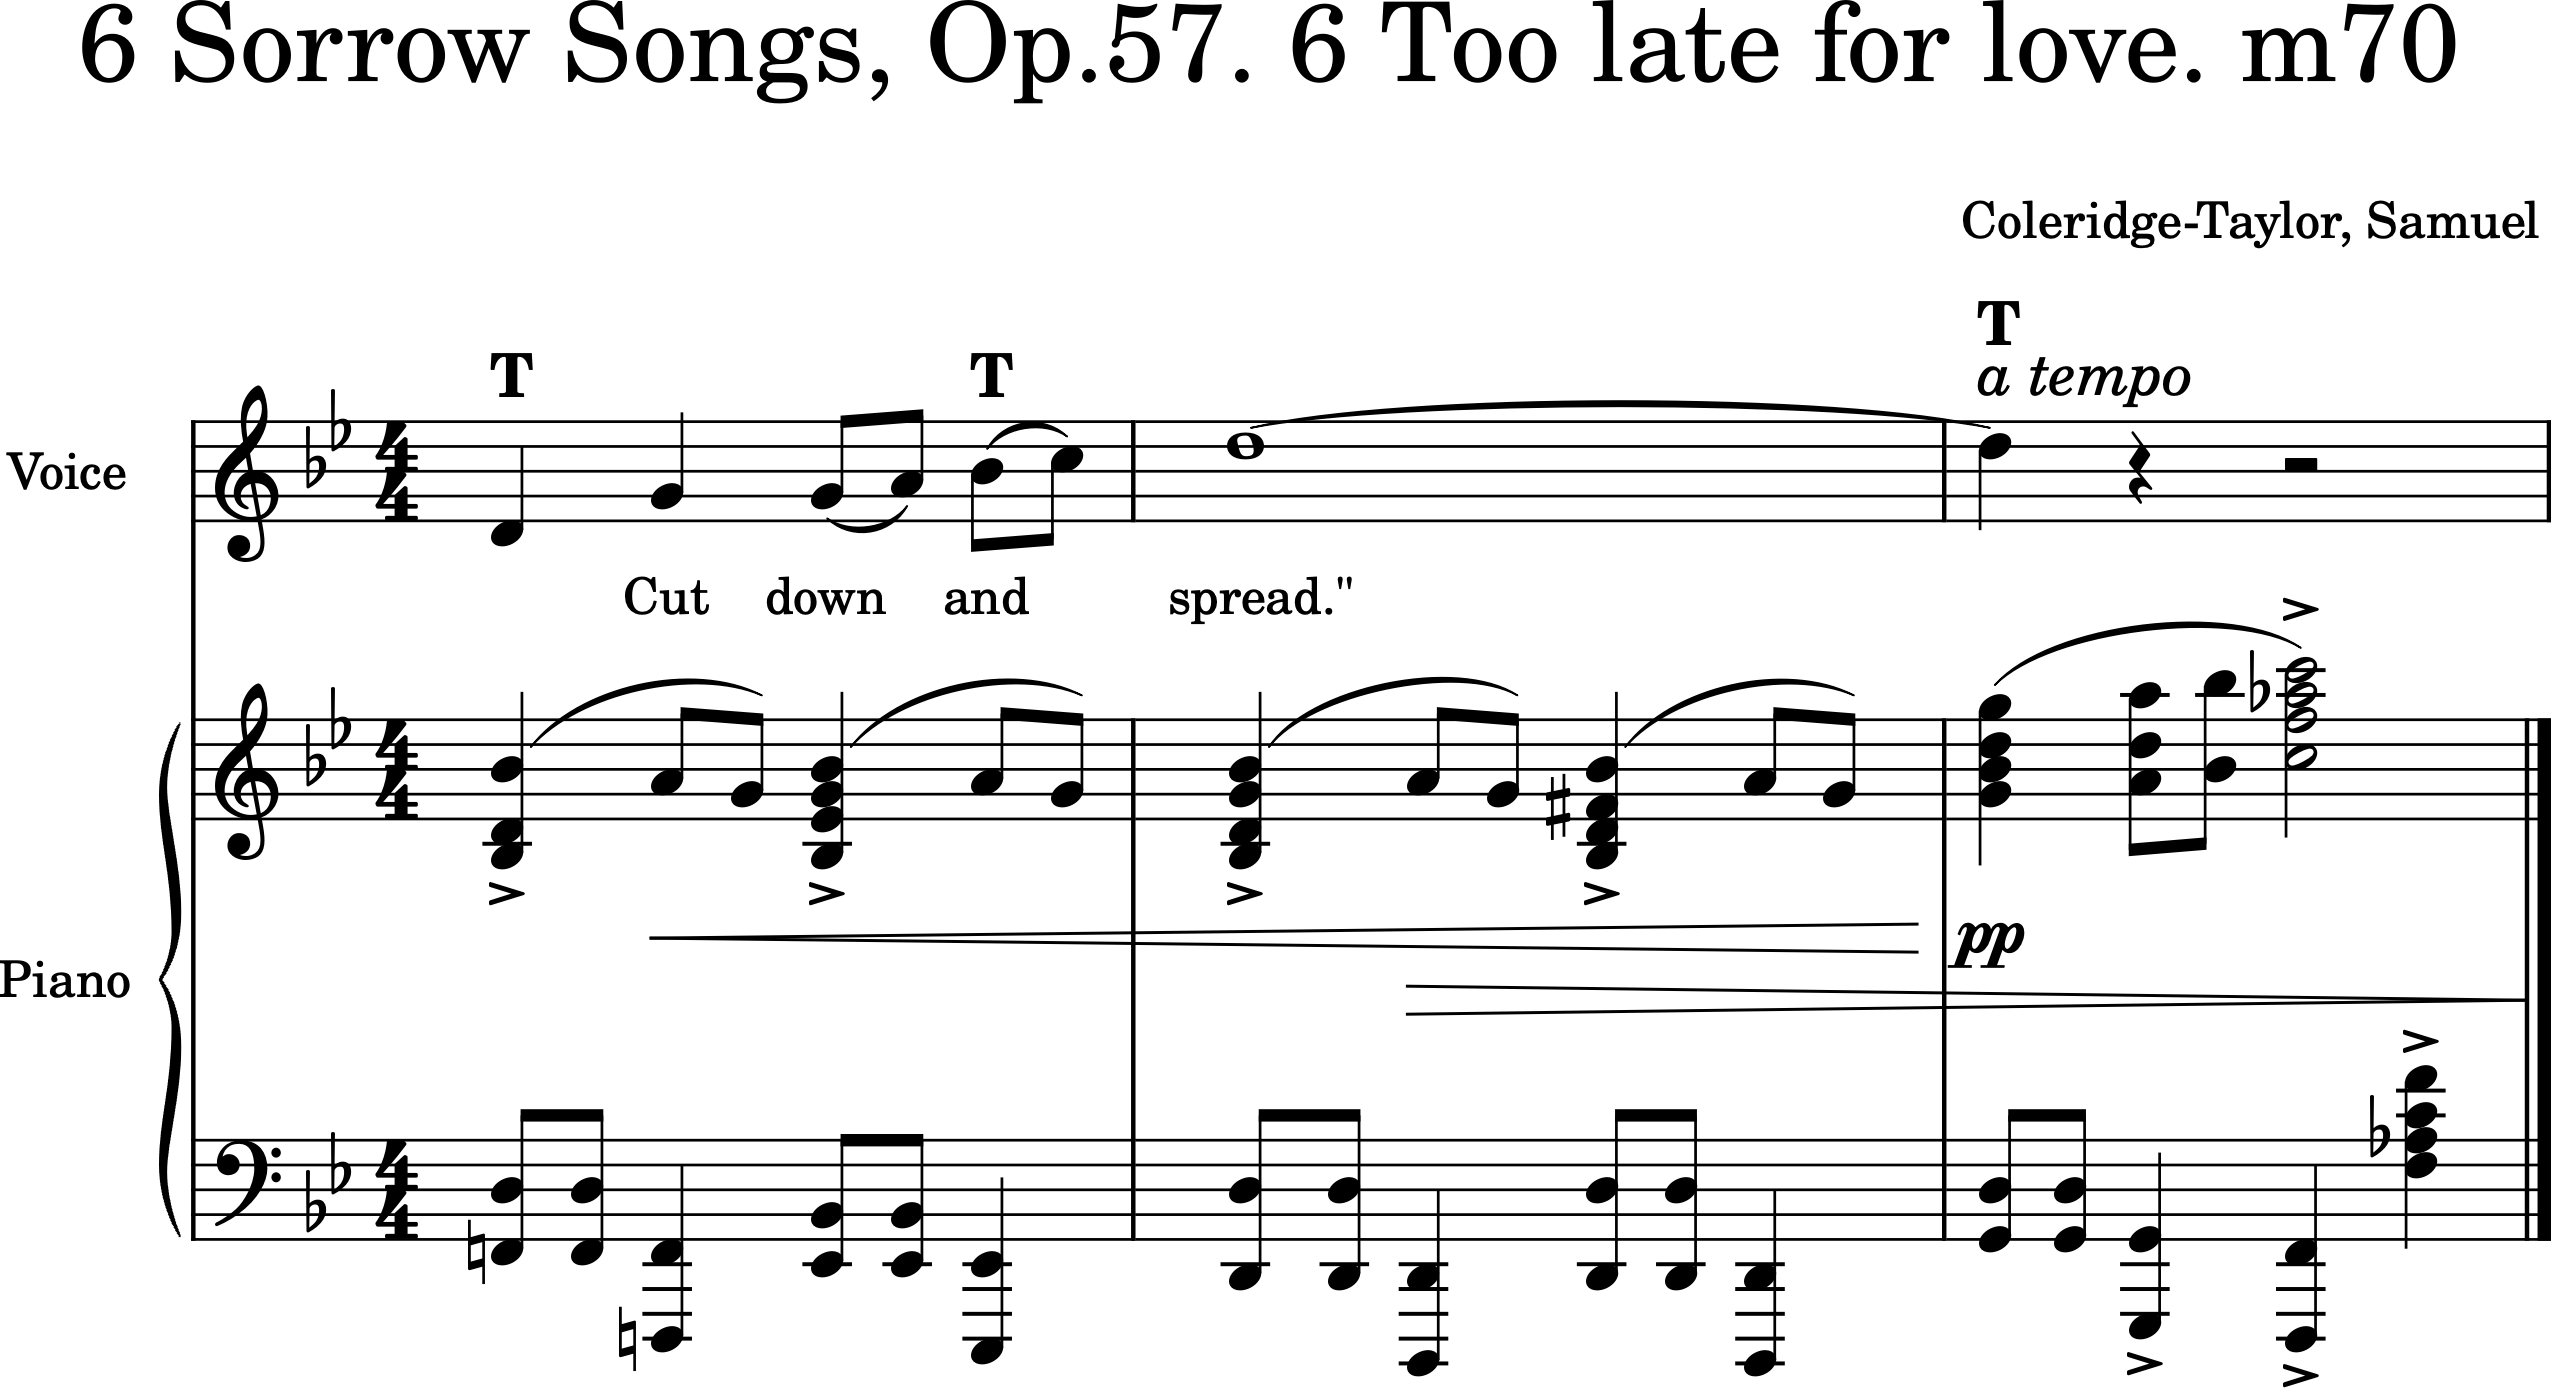 6 Sorrow Songs, Op.57. 6 Too late for love. m70
Coleridge-Taylor, Samuel
T
T T
a tempo
Voice
Cut down and spread."
pp
Piano